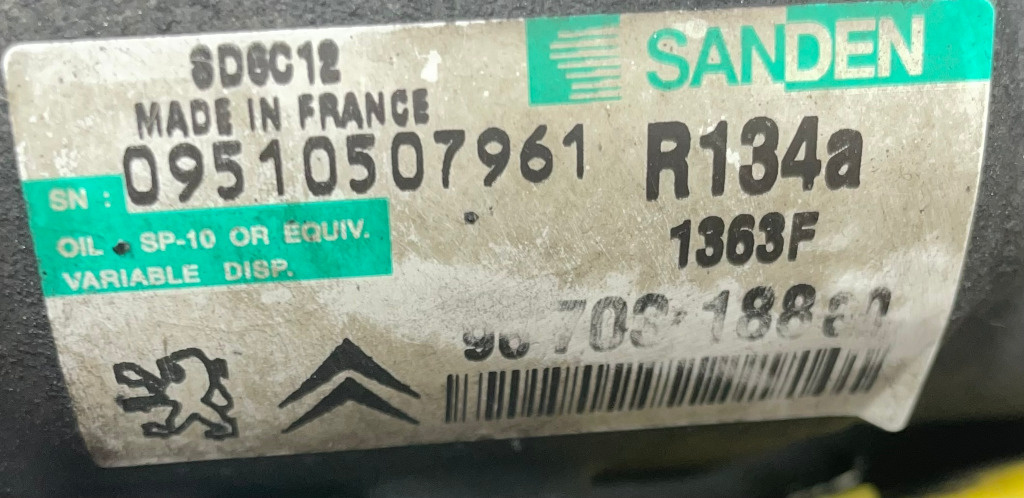 SD6C12
SANDEN
MADE IN FRANCE
SN : 09510507961
R134a
OIL : SP-10 OR EQUIV.
1363F
VARIABLE DISP.